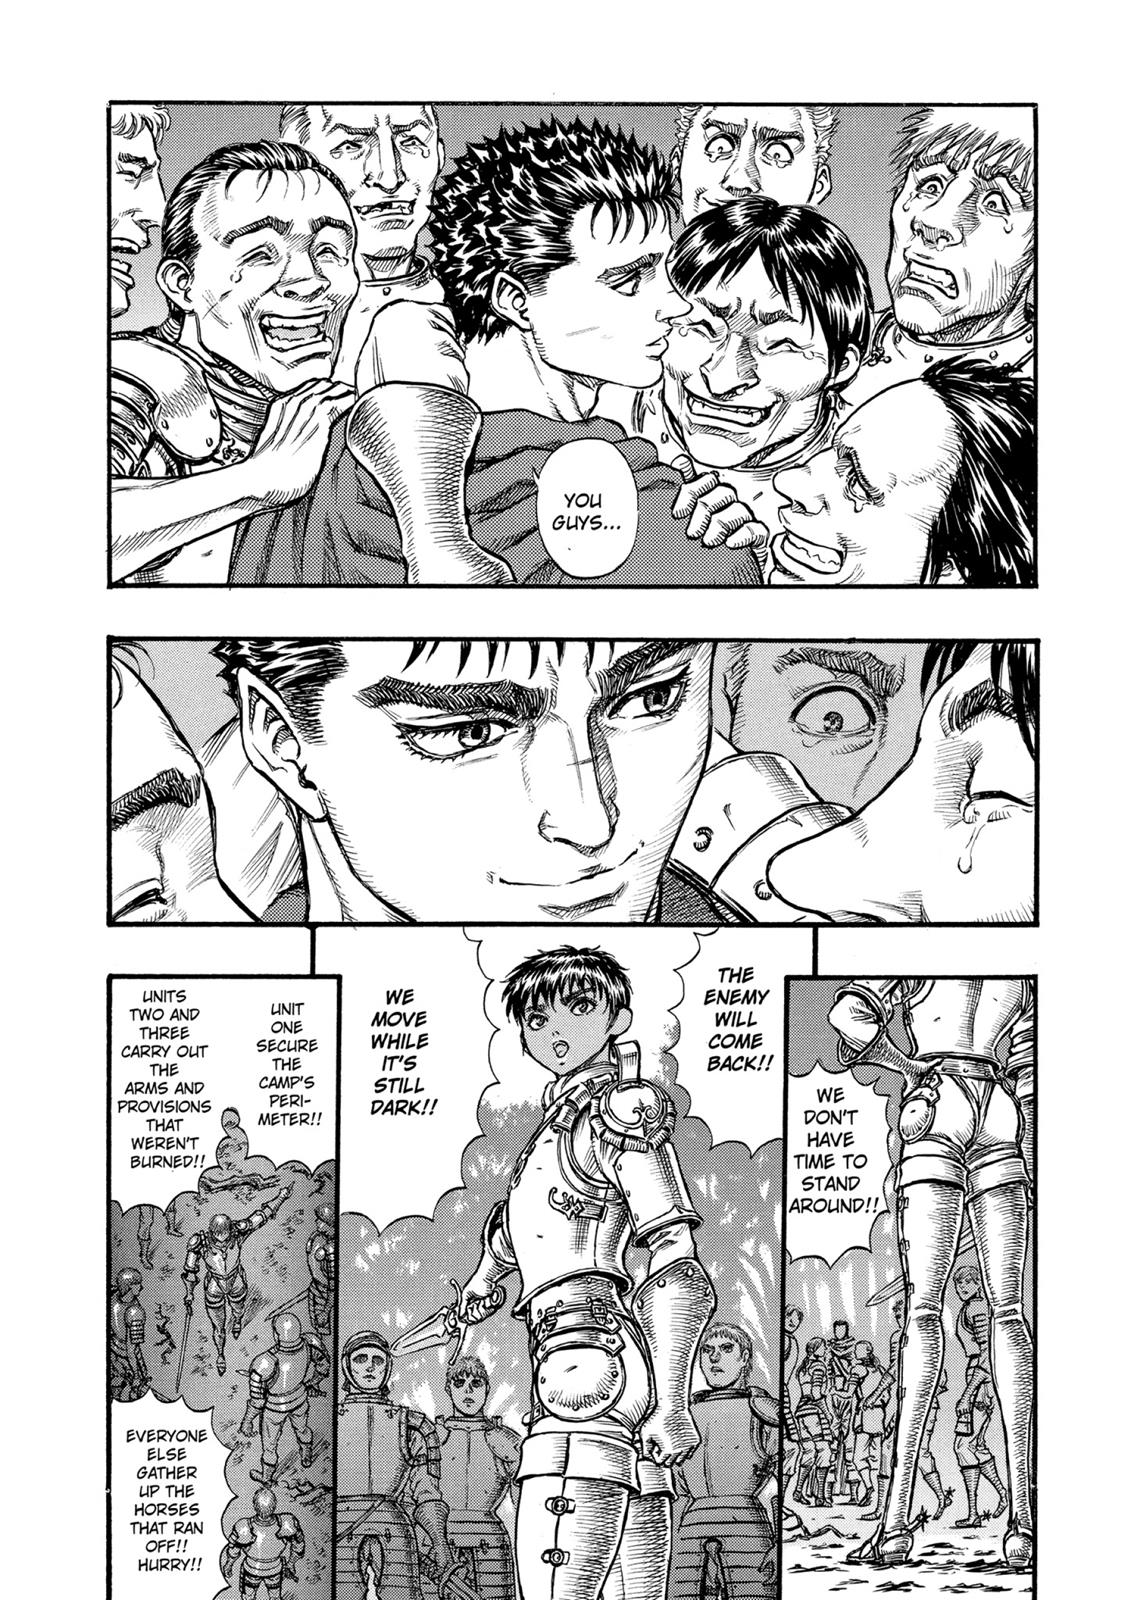 YOU
GUYS...
WE
DON'T
HAVE
TIME TO
STAND
AROUND!!
THE
ENEMY
WILL
COME
BACK!!
WE
MOVE
WHILE
IT'S
STILL
DARK!!
UNIT
ONE
SECURE
THE
CAMP'S
PERI-
METER!!
UNITS
TWO AND
THREE
CARRY OUT
THE
ARMS AND
PROVISIONS
THAT
WEREN'T
BURNED!!
EVERYONE
ELSE
GATHER
UP THE
HORSES
THAT RAN
OFF!!
HURRY!!